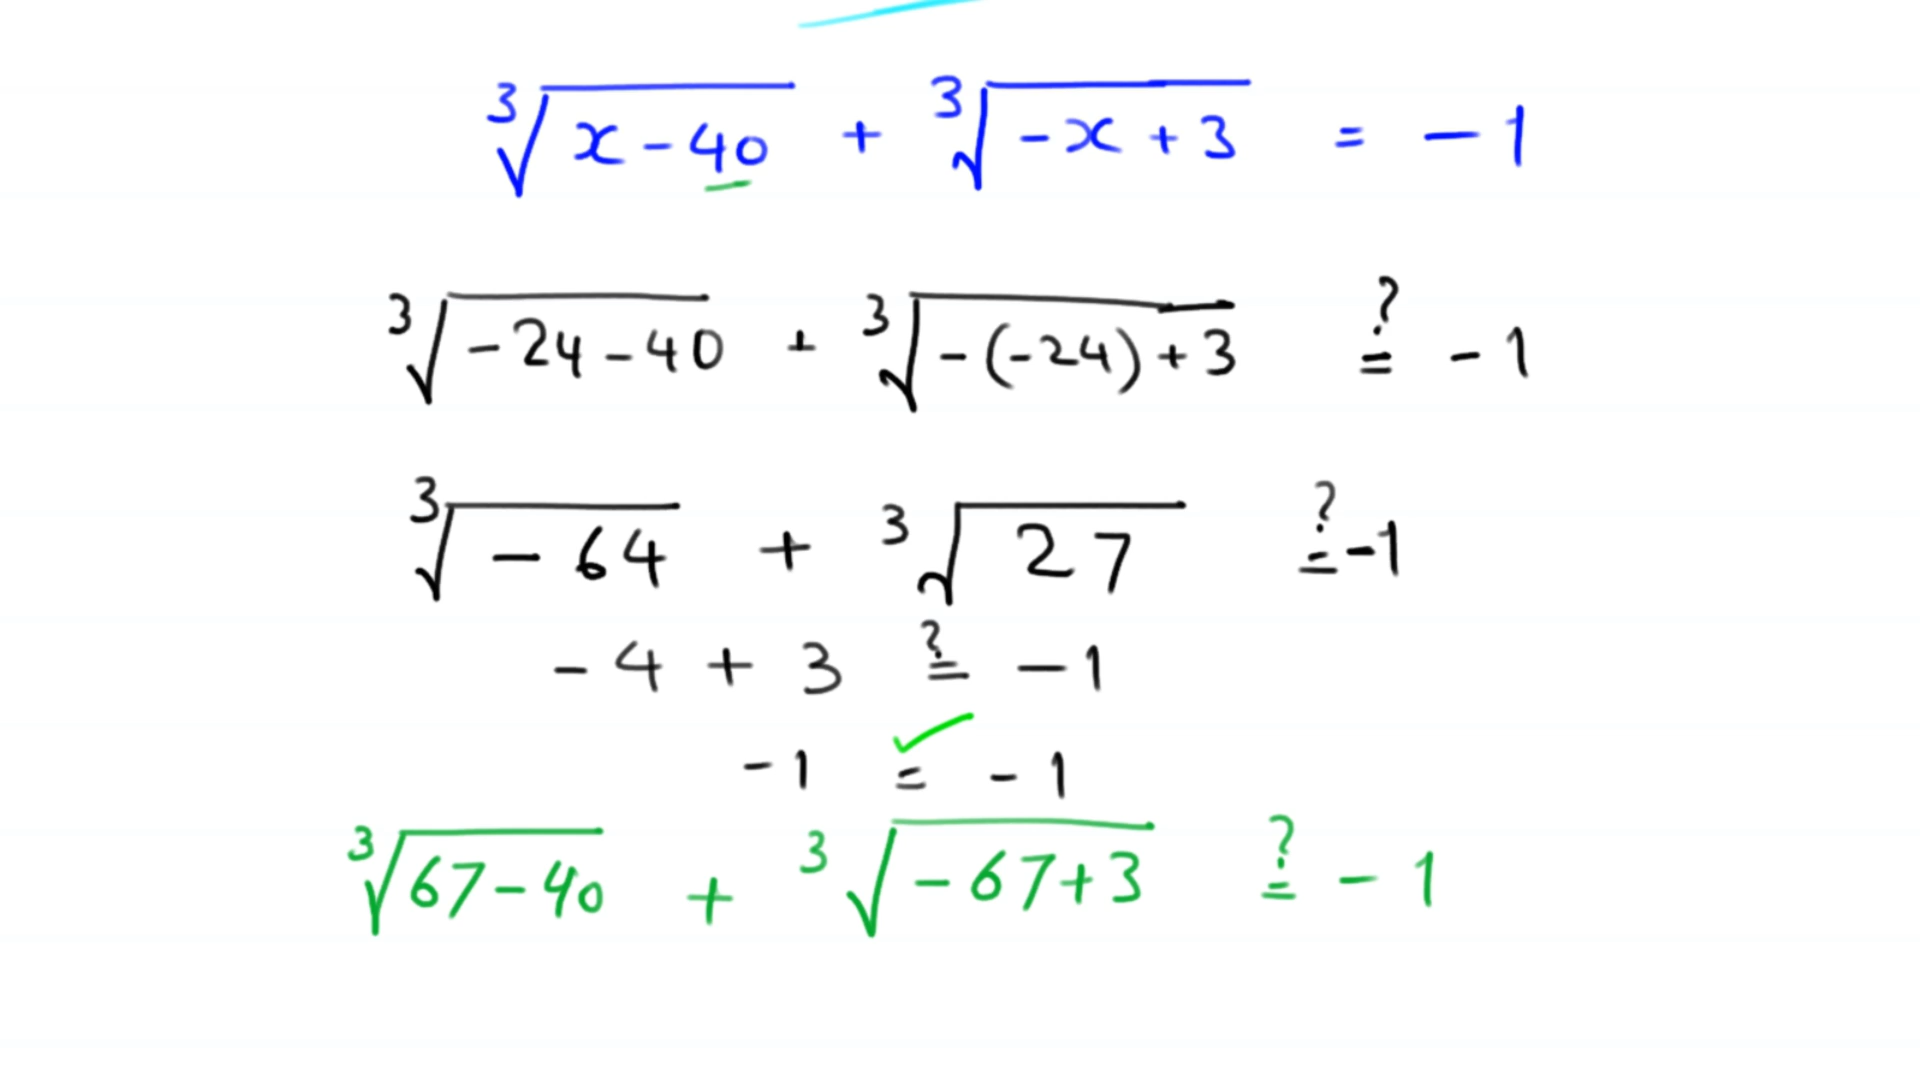 ∛(x - 40) + ∛(-x + 3) = -1
∛(-24 - 40) + ∛(-(-24) + 3) ≟ -1
∛(-64) + ∛(27) ≟ -1
-4 + 3 ≟ -1
-1 = -1 ✓
∛(67 - 40) + ∛(-67 + 3) ≟ -1